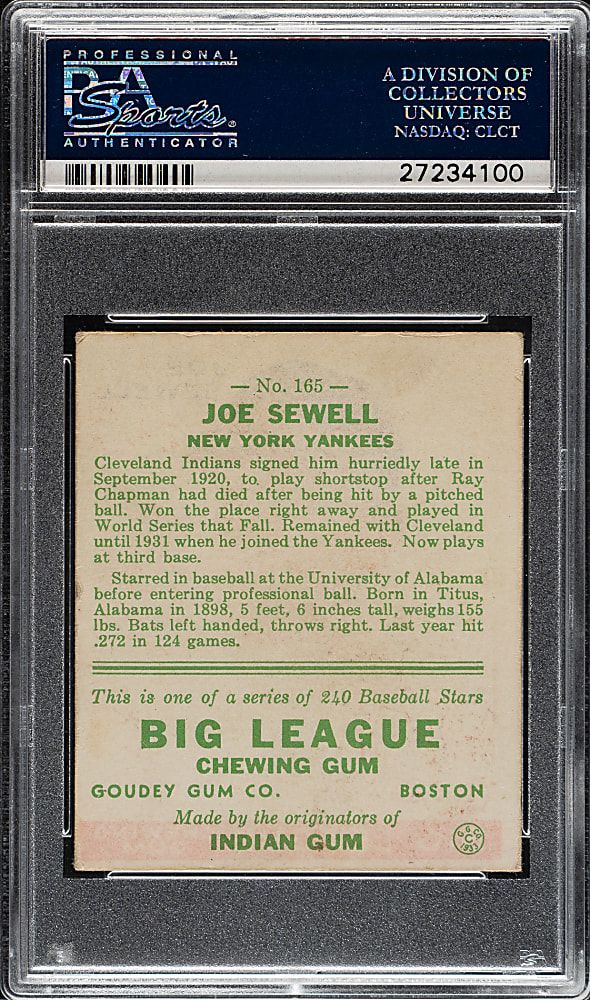 PROFESSIONAL
PSA
Sports®
AUTHENTICATOR
A DIVISION OF
COLLECTORS
UNIVERSE
NASDAQ: CLCT
27234100
— No. 165 —
JOE SEWELL
NEW YORK YANKEES
Cleveland Indians signed him hurriedly late in
September 1920, to play shortstop after Ray
Chapman had died after being hit by a pitched
ball. Won the place right away and played in
World Series that Fall. Remained with Cleveland
until 1931 when he joined the Yankees. Now plays
at third base.
Starred in baseball at the University of Alabama
before entering professional ball. Born in Titus,
Alabama in 1898, 5 feet, 6 inches tall, weighs 155
lbs. Bats left handed, throws right. Last year hit
.272 in 124 games.
This is one of a series of 240 Baseball Stars
BIG LEAGUE
CHEWING GUM
GOUDEY GUM CO. BOSTON
Made by the originators of
INDIAN GUM
G.G.CO.
C
1933